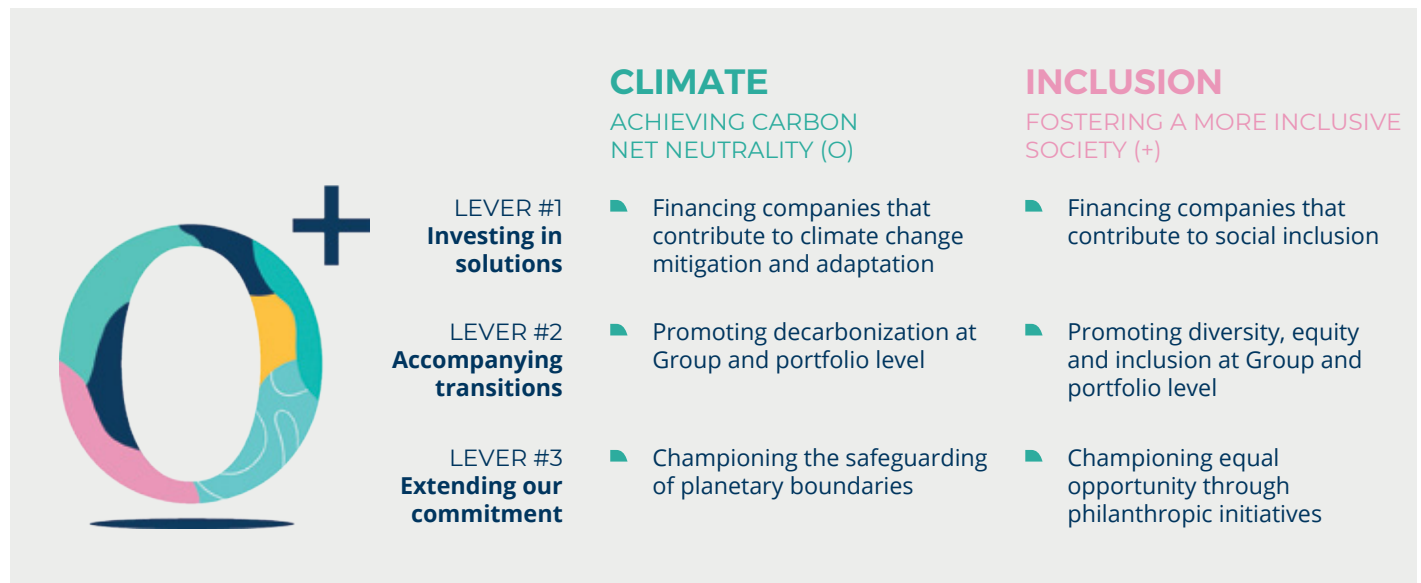 CLIMATE
ACHIEVING CARBON
NET NEUTRALITY (O)
INCLUSION
FOSTERING A MORE INCLUSIVE
SOCIETY (+)
O+
LEVER #1
Investing in
solutions
Financing companies that
contribute to climate change
mitigation and adaptation
Financing companies that
contribute to social inclusion
LEVER #2
Accompanying
transitions
Promoting decarbonization at
Group and portfolio level
Promoting diversity, equity
and inclusion at Group and
portfolio level
LEVER #3
Extending our
commitment
Championing the safeguarding
of planetary boundaries
Championing equal
opportunity through
philanthropic initiatives